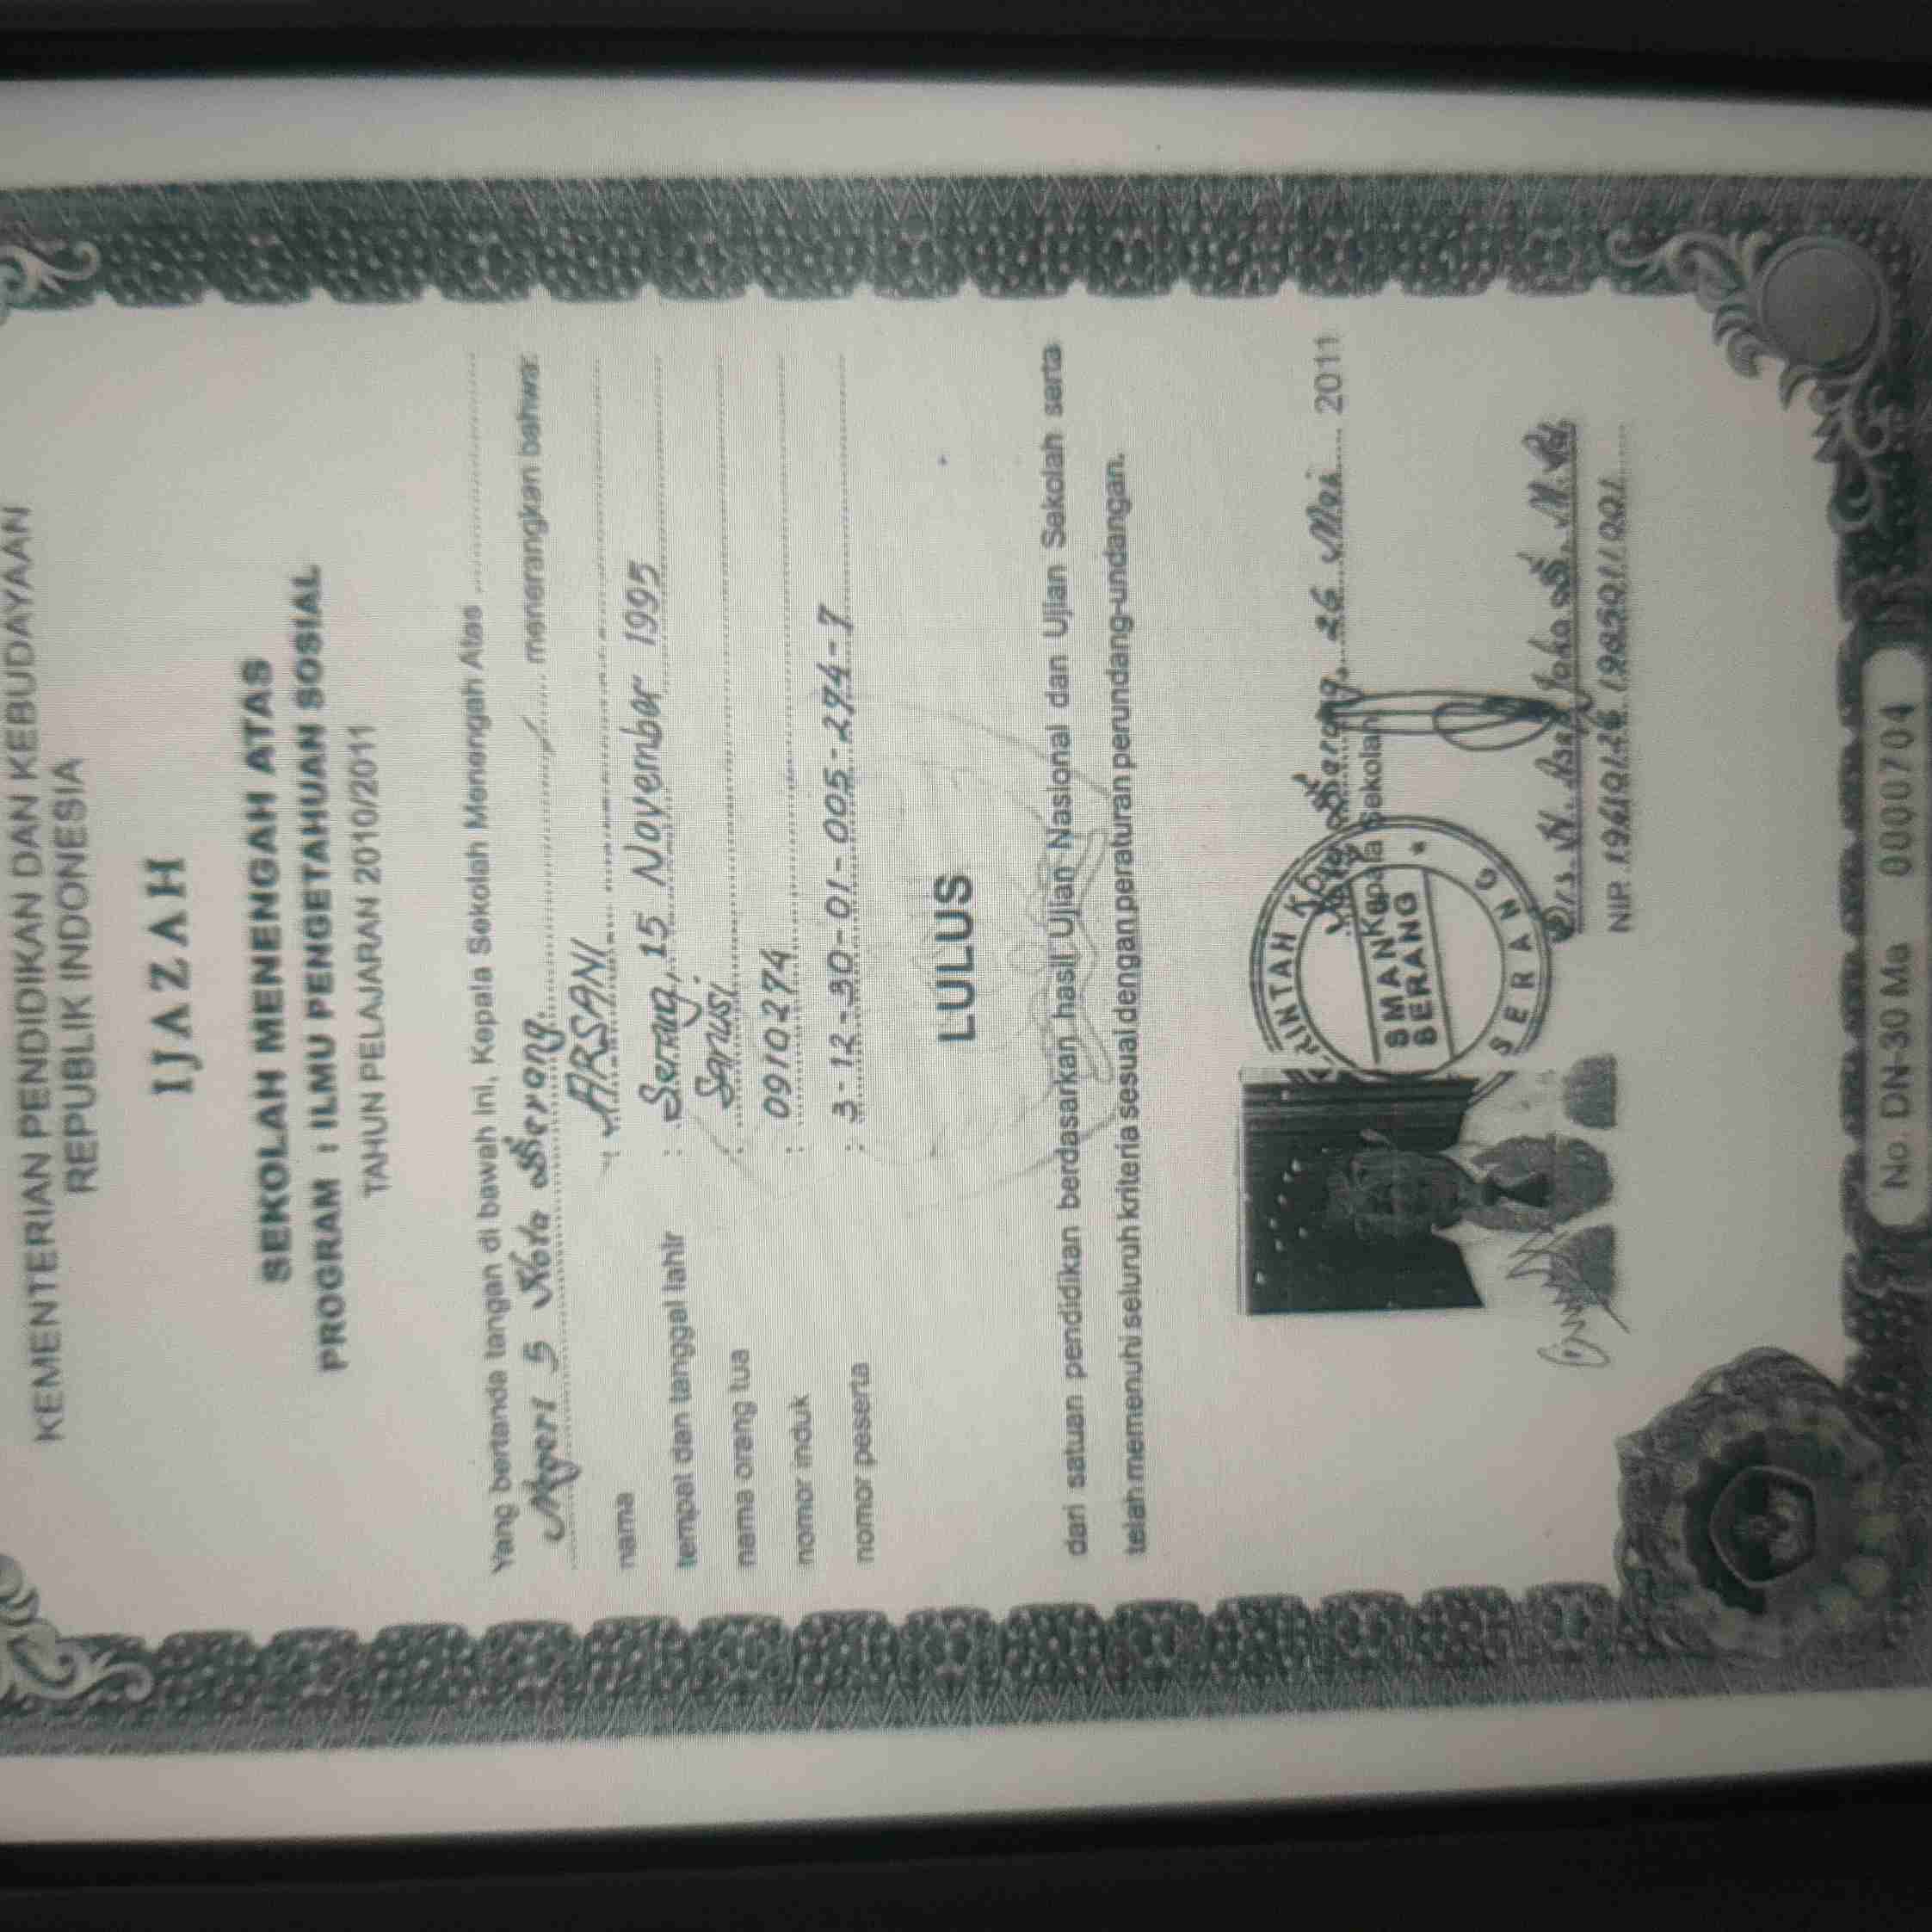 KEMENTERIAN PENDIDIKAN DAN KEBUDAYAAN
REPUBLIK INDONESIA
IJAZAH
SEKOLAH MENENGAH ATAS
PROGRAM : ILMU PENGETAHUAN SOSIAL
TAHUN PELAJARAN 2010/2011
Yang bertanda tangan di bawah ini, Kepala Sekolah Menengah Atas
Negeri 5 Kota Serang menerangkan bahwa:
nama : ARSANI
tempat dan tanggal lahir : Serang, 15 November 1995
nama orang tua : Sanusi
nomor induk : 0910274
nomor peserta : 3-12-30-01-005-274-7
LULUS
dari satuan pendidikan berdasarkan hasil Ujian Nasional dan Ujian Sekolah serta
telah memenuhi seluruh kriteria sesuai dengan peraturan perundang-undangan.
Kota Serang, 26 Mei 2011
Kepala Sekolah
SMAN
SERANG
SERANG
Drs. H.
NIP.
No. DN-30 Ma 0000704